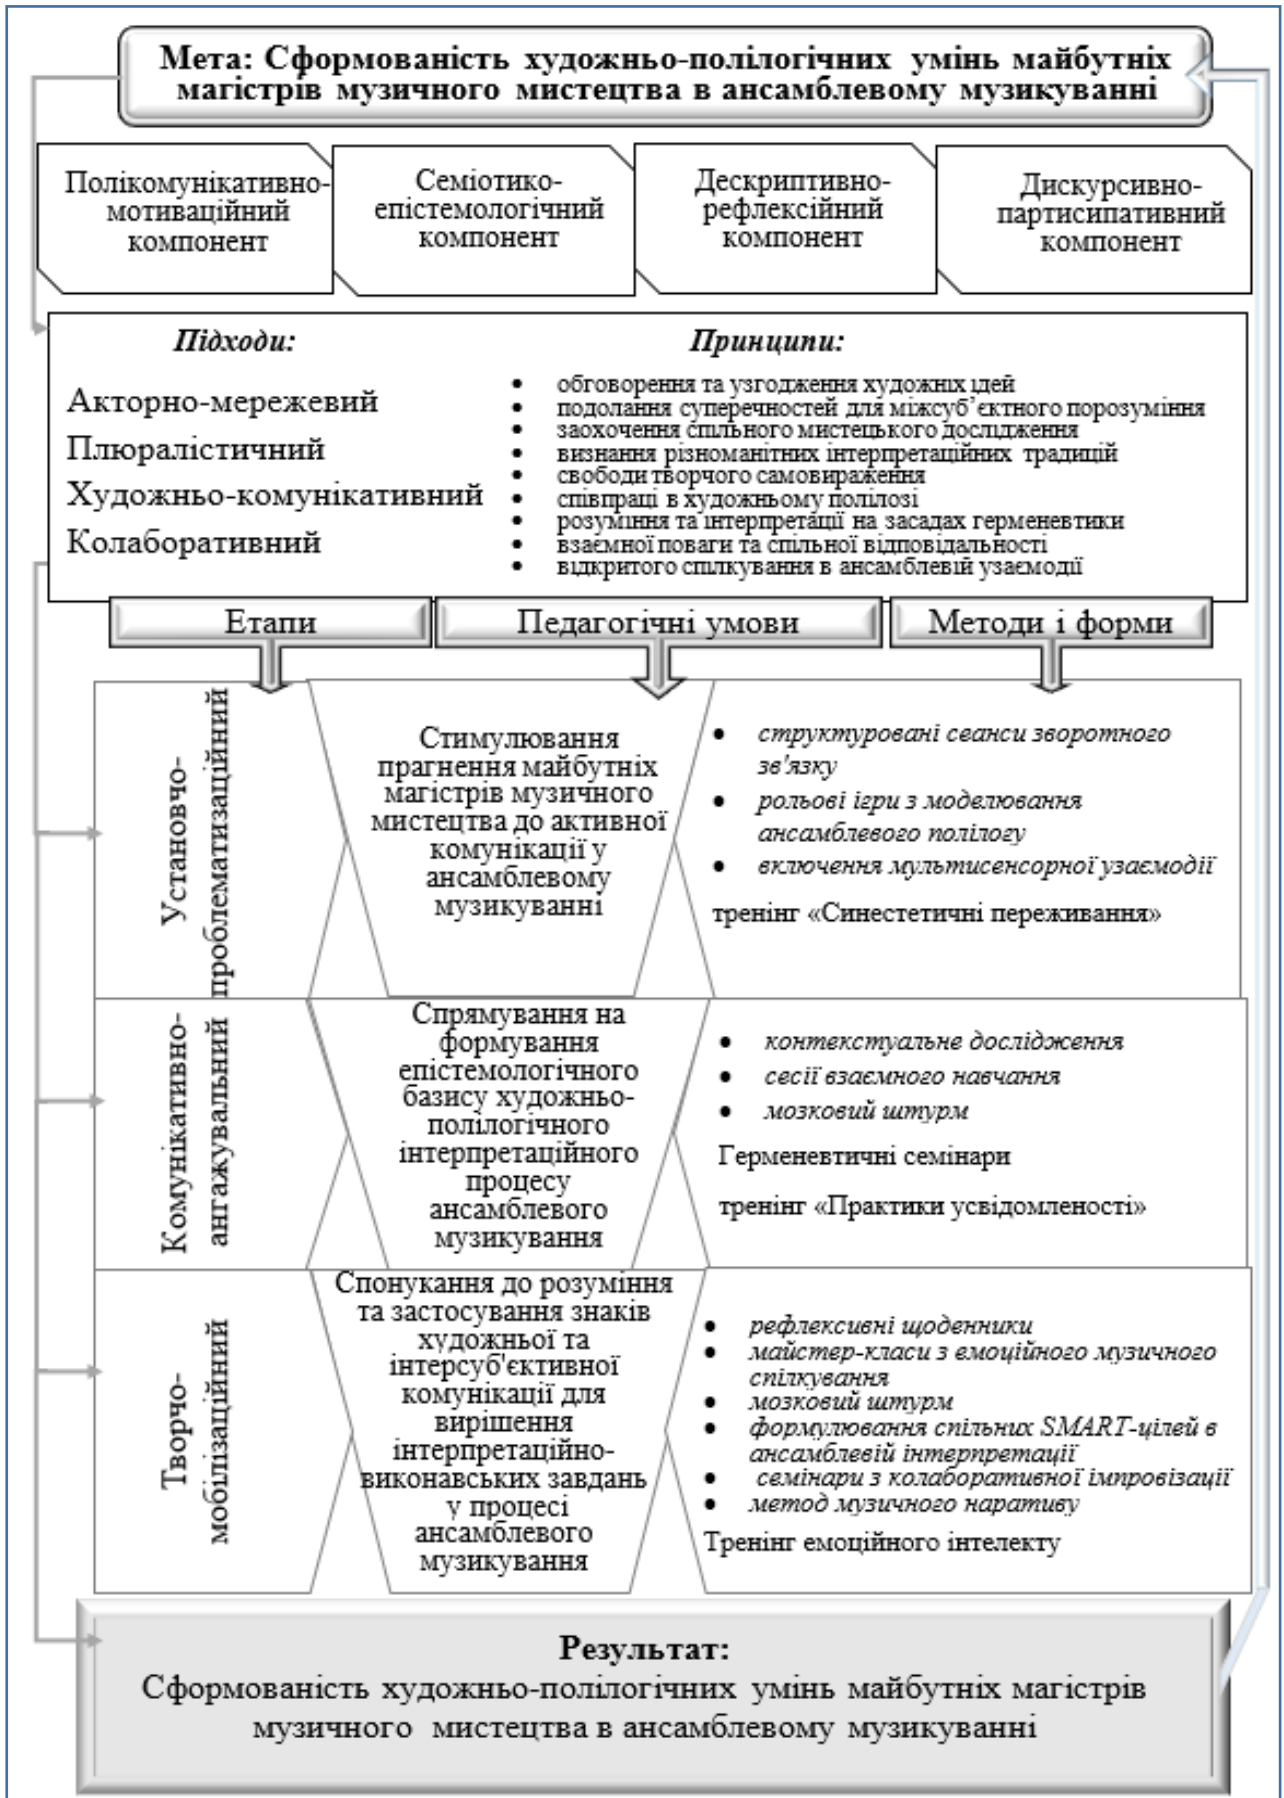 Мета: Сформованість художньо-полілогічних умінь майбутніх
магістрів музичного мистецтва в ансамблевому музикуванні
Полікомунікативно-
мотиваційний
компонент
Семіотико-
епістемологічний
компонент
Дескриптивно-
рефлексійний
компонент
Дискурсивно-
партисипативний
компонент
Підходи:
Акторно-мережевий
Плюралістичний
Художньо-комунікативний
Колаборативний
Принципи:
• обговорення та узгодження художніх ідей
• подолання суперечностей для міжсуб’єктного порозуміння
• заохочення спільного мистецького дослідження
• визнання різноманітних інтерпретаційних традицій
• свободи творчого самовираження
• співпраці в художньому полілозі
• розуміння та інтерпретації на засадах герменевтики
• взаємної поваги та спільної відповідальності
• відкритого спілкування в ансамблевій узаємодії
Етапи
Педагогічні умови
Методи і форми
Установчо-
проблематизаційний
Стимулювання
прагнення майбутніх
магістрів музичного
мистецтва до активної
комунікації у
ансамблевому
музикуванні
• структуровані сеанси зворотного
зв'язку
• рольові ігри з моделювання
ансамблевого полілогу
• включення мультисенсорної узаємодії
тренінг «Синестетичні переживання»
Комунікативно-
ангажувальний
Спрямування на
формування
епістемологічного
базису художньо-
полілогічного
інтерпретаційного
процесу
ансамблевого
музикування
• контекстуальне дослідження
• сесії взаємного навчання
• мозковий штурм
Герменевтичні семінари
тренінг «Практики усвідомленості»
Творчо-
мобілізаційний
Спонукання до розуміння
та застосування знаків
художньої та
інтерсуб'єктивної
комунікації для
вирішення
інтерпретаційно-
виконавських завдань
у процесі
ансамблевого
музикування
• рефлексивні щоденники
• майстер-класи з емоційного музичного
спілкування
• мозковий штурм
• формулювання спільних SMART-цілей в
ансамблевій інтерпретації
• семінари з колаборативної імпровізації
• метод музичного наративу
Тренінг емоційного інтелекту
Результат:
Сформованість художньо-полілогічних умінь майбутніх магістрів
музичного мистецтва в ансамблевому музикуванні